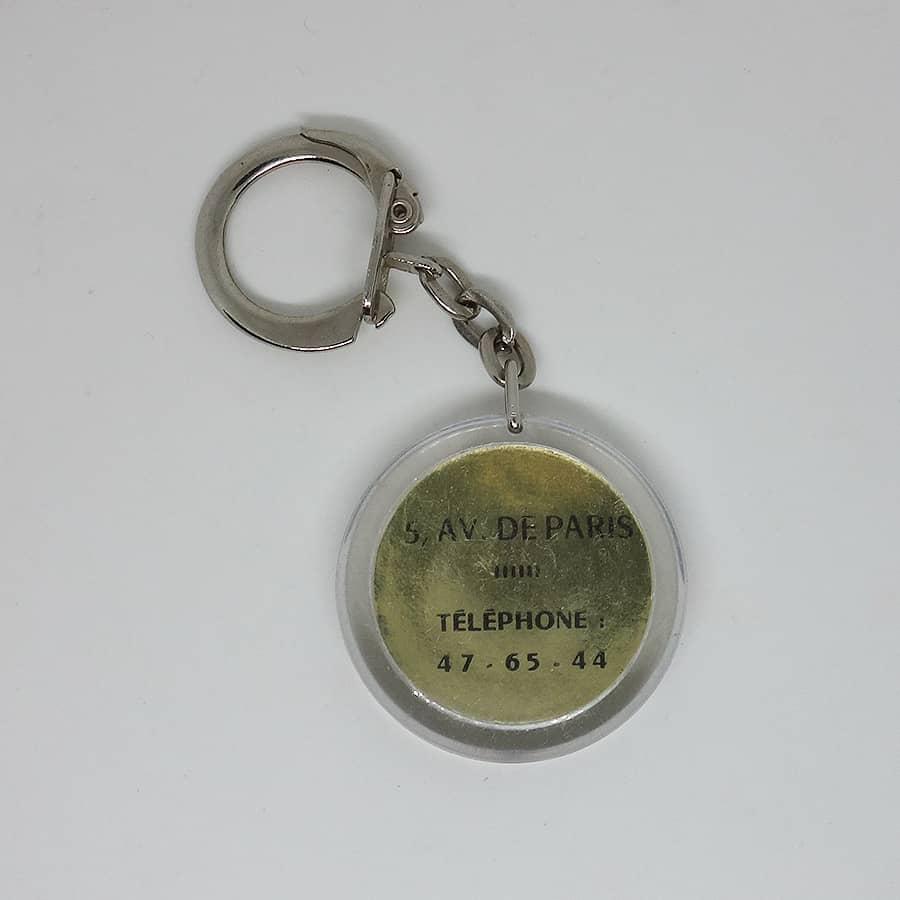 5, AV. DE PARIS
TÉLÉPHONE :
47 - 65 - 44